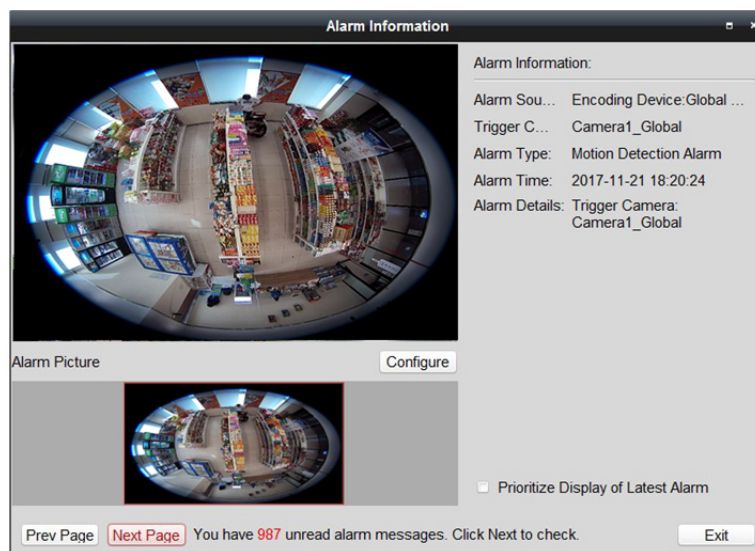 Alarm Information
Alarm Information:
Alarm Sou... Encoding Device:Global ...
Trigger C... Camera1_Global
Alarm Type: Motion Detection Alarm
Alarm Time: 2017-11-21 18:20:24
Alarm Details: Trigger Camera:
Camera1_Global
Alarm Picture
Configure
Prioritize Display of Latest Alarm
Prev Page
Next Page
You have 987 unread alarm messages. Click Next to check.
Exit